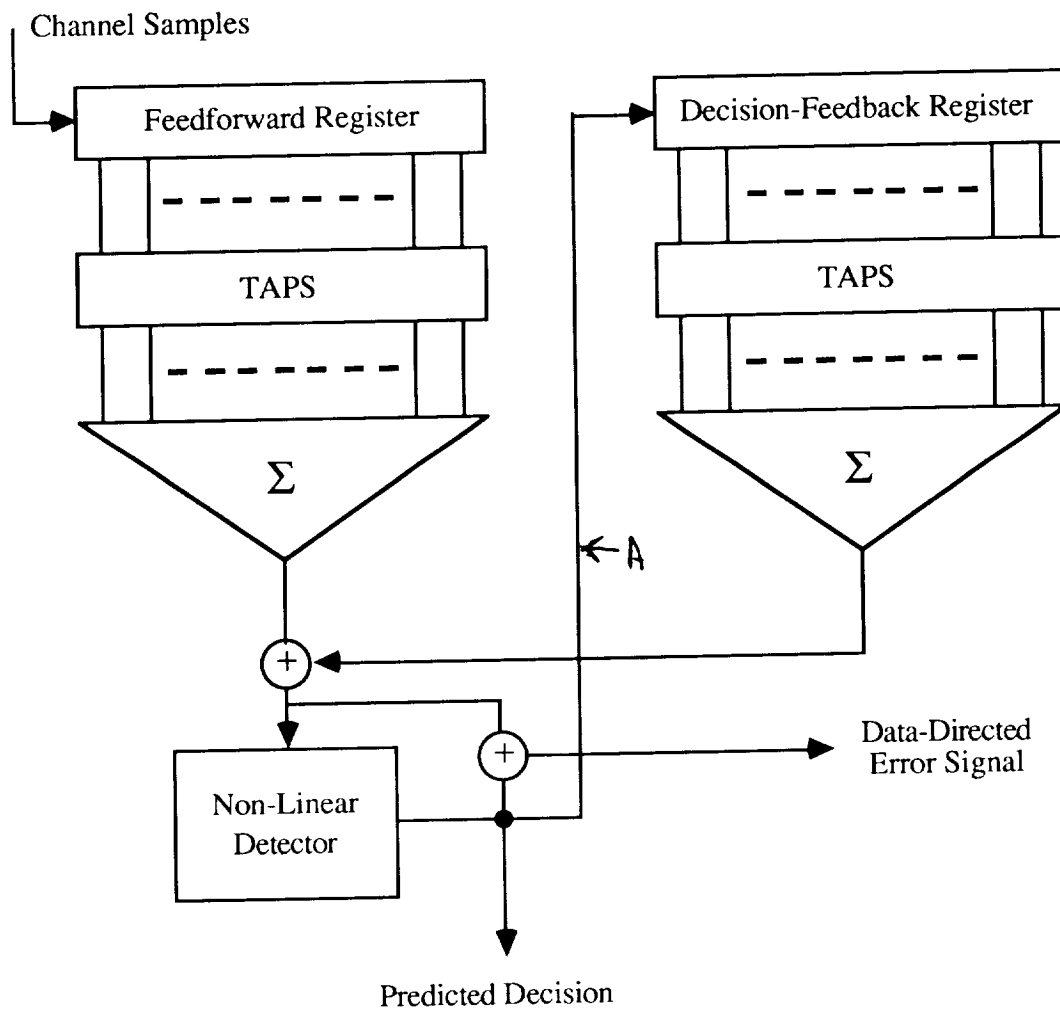 Channel Samples
Feedforward Register
Decision-Feedback Register
TAPS
TAPS
Σ
Σ
A
+
+
Data-Directed
Error Signal
Non-Linear
Detector
Predicted Decision